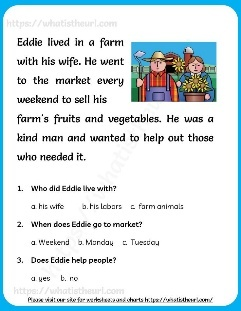 https://whatistheurl.com
Eddie lived in a farm
with his wife. He went
to the market every
weekend to sell his
farm's fruits and vegetables. He was a
kind man and wanted to help out those
who needed it.
1. Who did Eddie live with?
a. his wife b. his labors c. farm animals
2. When does Eddie go to market?
a. Weekend b. Monday c. Tuesday
3. Does Eddie help people?
a. yes b. no
https://whatistheurl.com
Please visit our site for worksheets and charts https://whatistheurl.com/